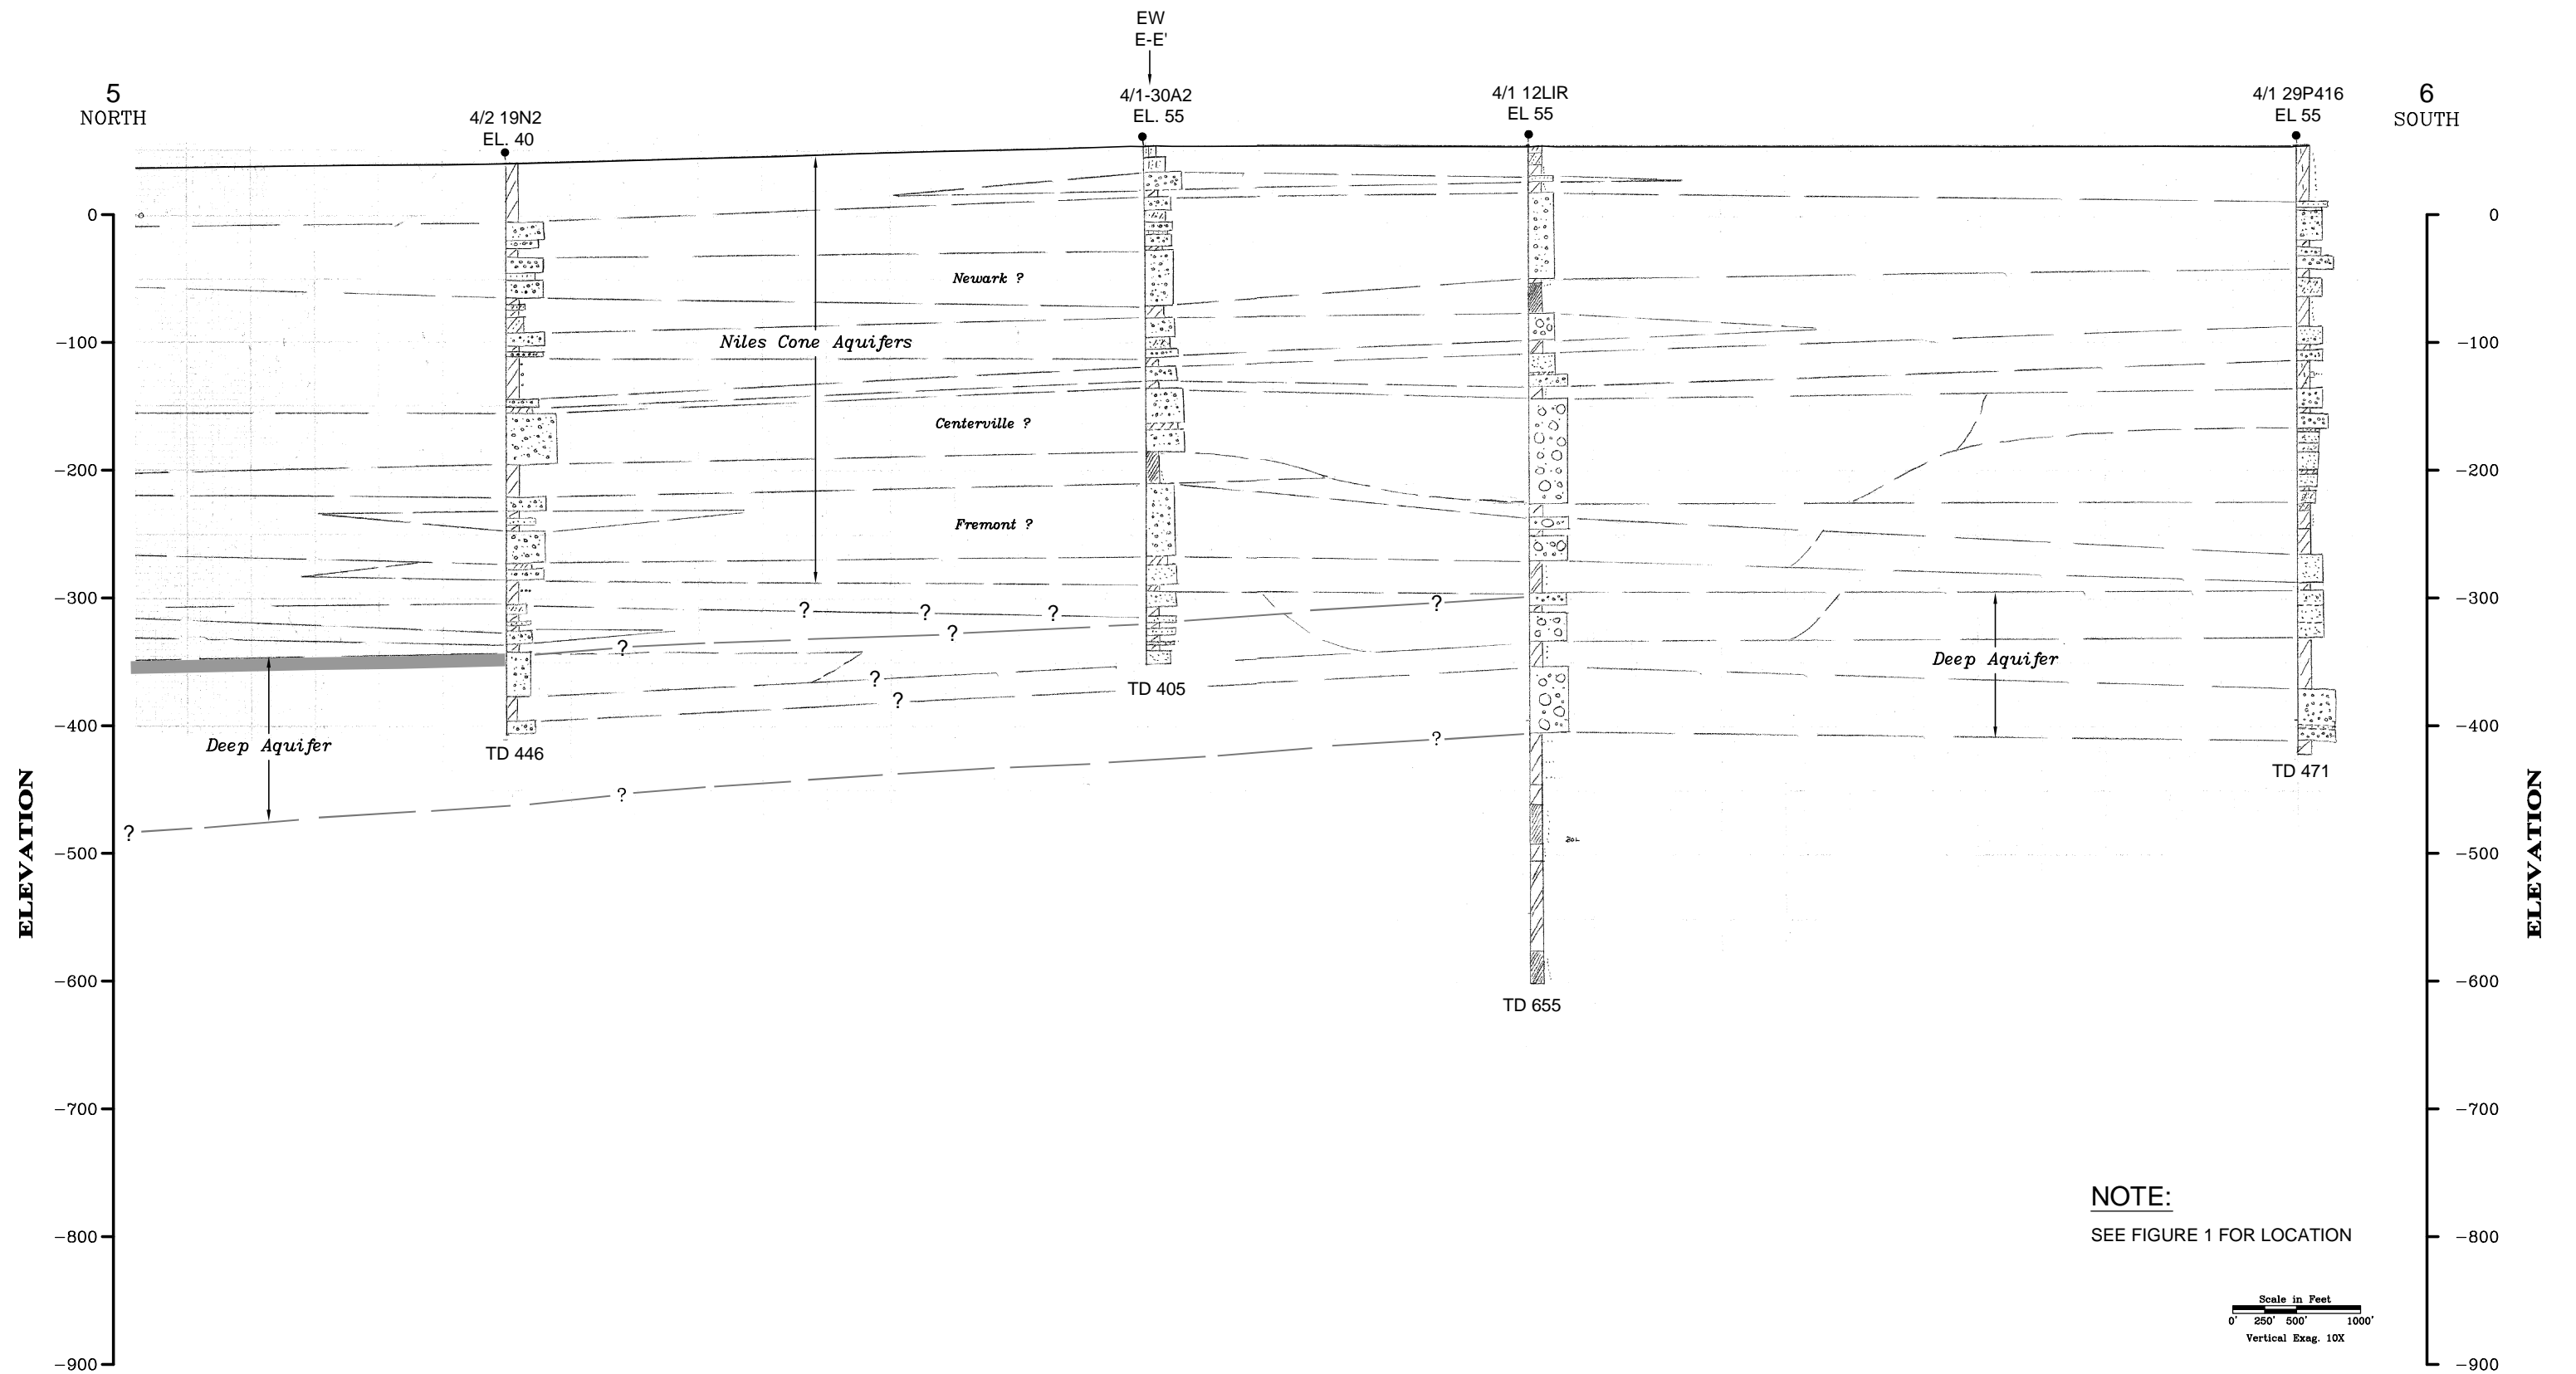 EW
E-E'
5
NORTH
4/2 19N2
EL. 40
4/1-30A2
EL. 55
4/1 12LIR
EL 55
4/1 29P416
EL 55
6
SOUTH
0
-100
-200
-300
-400
-500
-600
-700
-800
-900
ELEVATION
Newark ?
Niles Cone Aquifers
Centerville ?
Fremont ?
? ? ?
? ? ?
?
?
Deep Aquifer
Deep Aquifer
? ? ?
TD 446
TD 405
TD 655
TD 471
0
-100
-200
-300
-400
-500
-600
-700
-800
-900
ELEVATION
NOTE:
SEE FIGURE 1 FOR LOCATION
Scale in Feet
0' 250' 500' 1000'
Vertical Exag. 10X